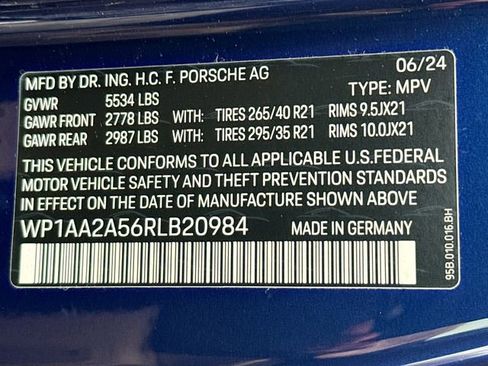 06/24
MFD BY DR. ING. H.C. F. PORSCHE AG
GVWR 5534 LBS TYPE: MPV
GAWR FRONT 2778 LBS WITH: TIRES 265/40 R21 RIMS 9.5JX21
GAWR REAR 2987 LBS WITH: TIRES 295/35 R21 RIMS 10.0JX21
THIS VEHICLE CONFORMS TO ALL APPLICABLE U.S.FEDERAL
MOTOR VEHICLE SAFETY AND THEFT PREVENTION STANDARDS
IN EFFECT ON THE DATE OF MANUFACTURE SHOWN ABOVE.
WP1AA2A56RLB20984 MADE IN GERMANY
95B.010.016.BH